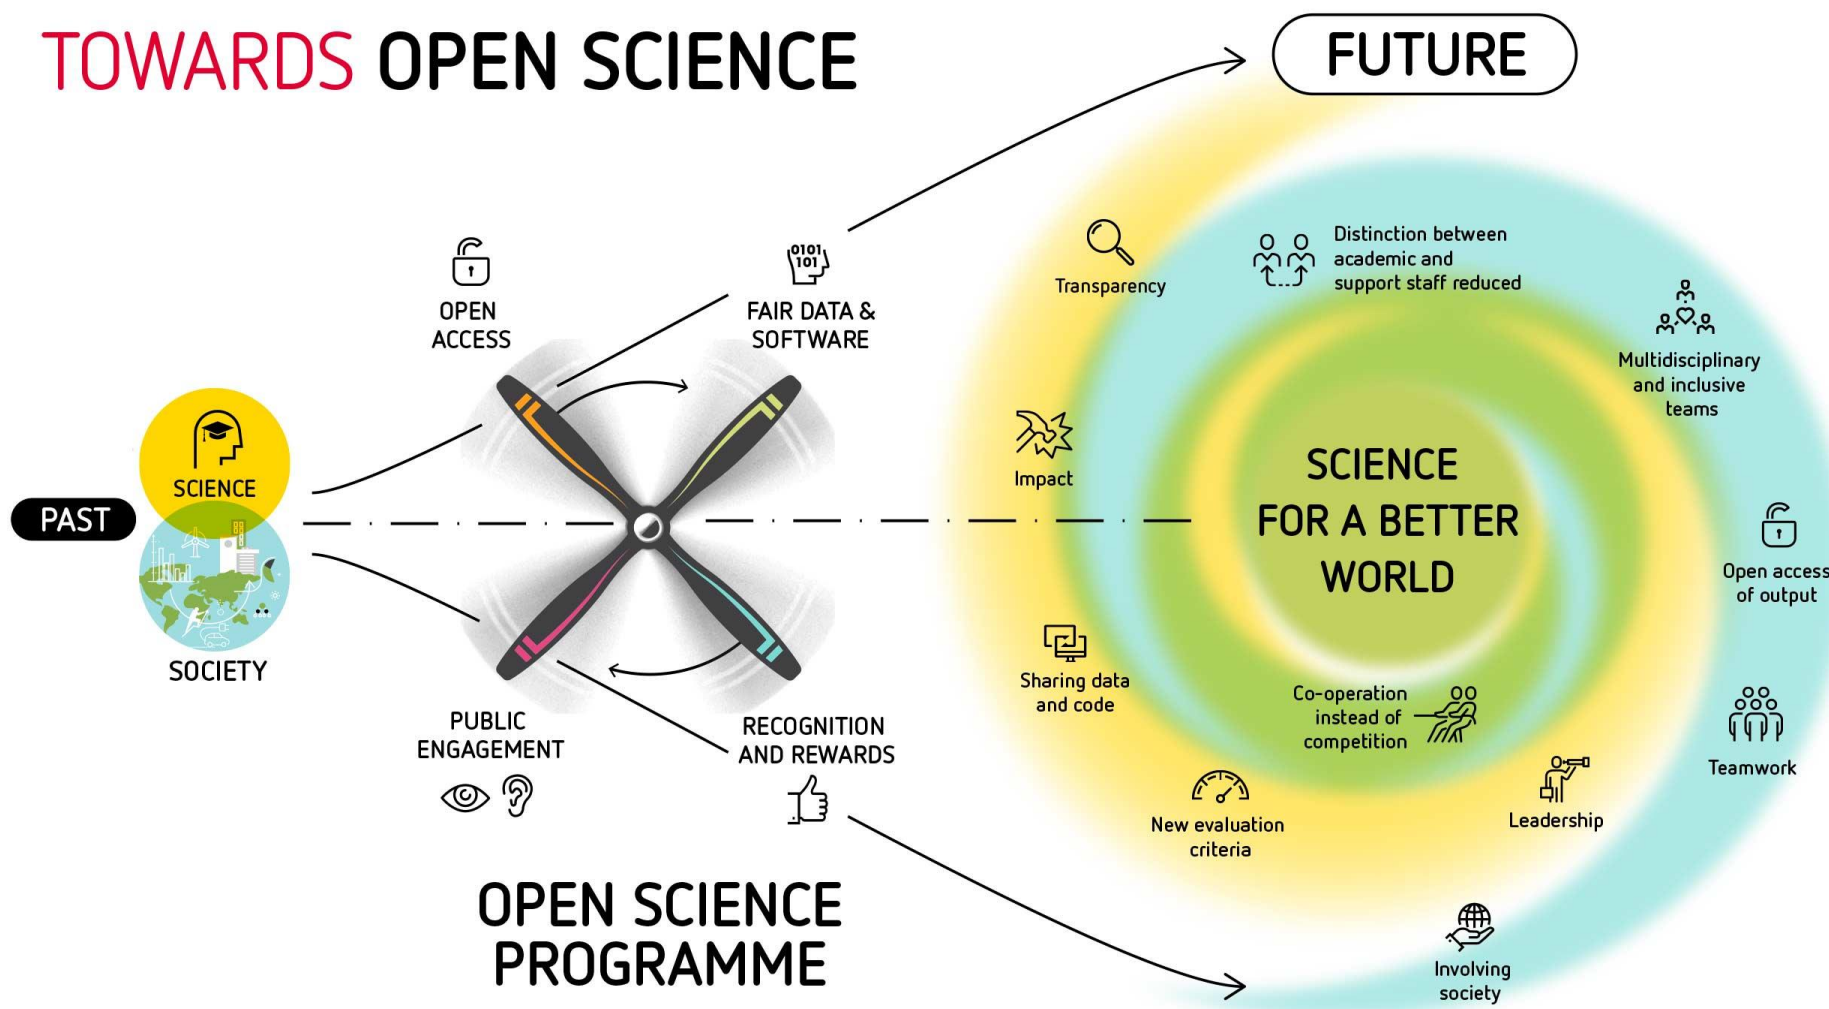 TOWARDS OPEN SCIENCE
FUTURE
PAST
SCIENCE
SOCIETY
OPEN
ACCESS
0101
101
FAIR DATA &
SOFTWARE
PUBLIC
ENGAGEMENT
RECOGNITION
AND REWARDS
OPEN SCIENCE
PROGRAMME
Transparency
Distinction between
academic and
support staff reduced
Multidisciplinary
and inclusive
teams
Impact
SCIENCE
FOR A BETTER
WORLD
Open access
of output
Sharing data
and code
Co-operation
instead of
competition
Teamwork
New evaluation
criteria
Leadership
Involving
society